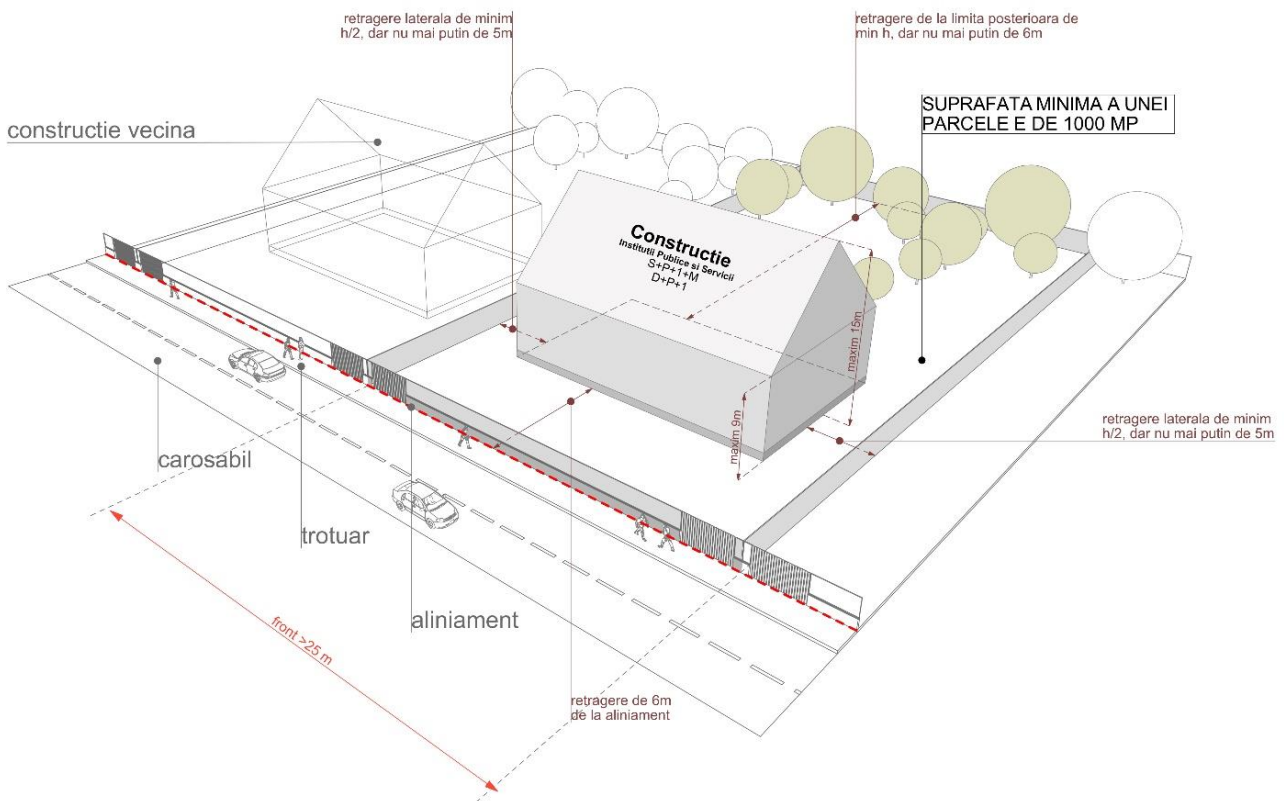 retragere laterala de minim
h/2, dar nu mai putin de 5m
retragere de la limita posterioara de
min h, dar nu mai putin de 6m
SUPRAFATA MINIMA A UNEI
PARCELE E DE 1000 MP
constructie vecina
Constructie
Institutii Publice si Servicii
S+P+1+M
D+P+1
maxim 15m
maxim 9m
retragere laterala de minim
h/2, dar nu mai putin de 5m
carosabil
trotuar
aliniament
front >25 m
retragere de 6m
de la aliniament